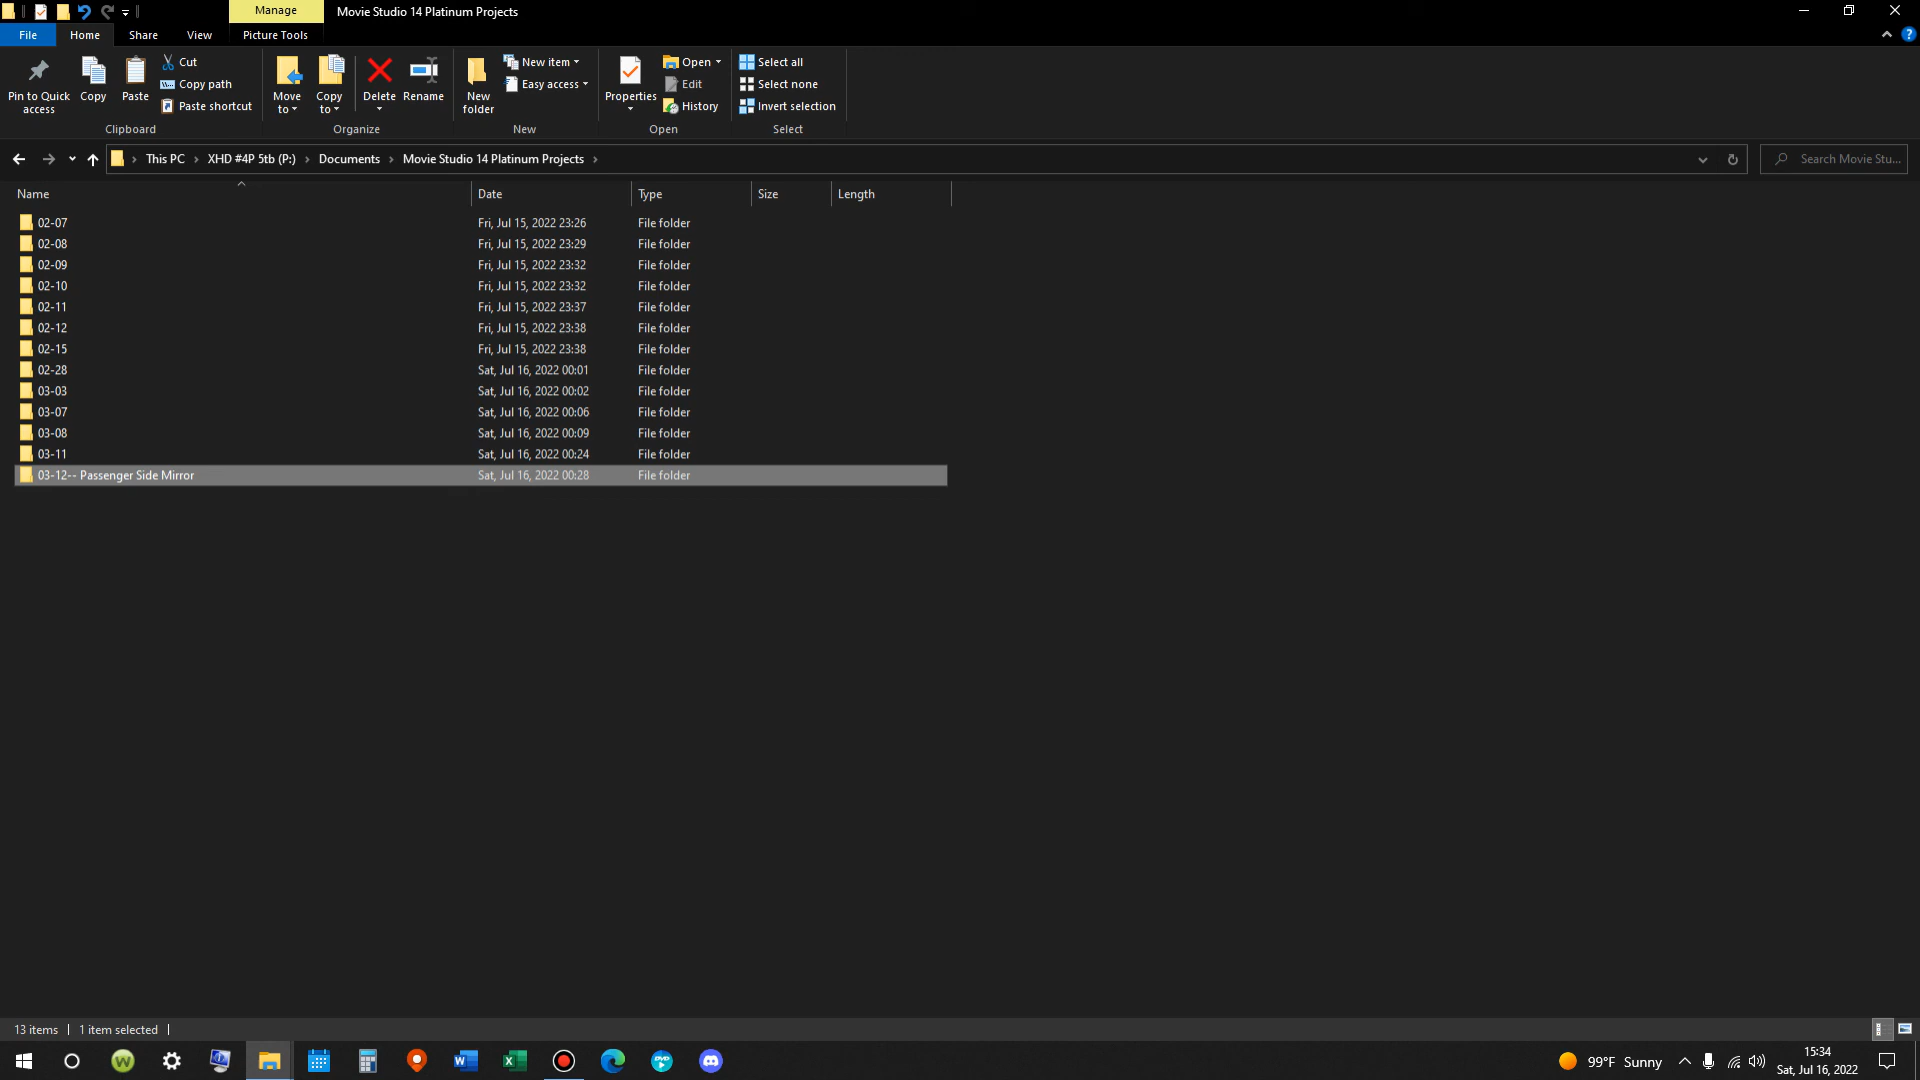 Manage
Movie Studio 14 Platinum Projects
File
Home
Share
View
Picture Tools
Pin to Quick access
Copy
Paste
Cut
Copy path
Paste shortcut
Clipboard
Move to
Copy to
Delete
Rename
Organize
New folder
New item
Easy access
New
Properties
Open
Edit
History
Open
Select all
Select none
Invert selection
Select
This PC › XHD #4P 5tb (P:) › Documents › Movie Studio 14 Platinum Projects ›
Search Movie Stu...
Name Date Type Size Length
02-07 Fri, Jul 15, 2022 23:26 File folder
02-08 Fri, Jul 15, 2022 23:29 File folder
02-09 Fri, Jul 15, 2022 23:32 File folder
02-10 Fri, Jul 15, 2022 23:32 File folder
02-11 Fri, Jul 15, 2022 23:37 File folder
02-12 Fri, Jul 15, 2022 23:38 File folder
02-15 Fri, Jul 15, 2022 23:38 File folder
02-28 Sat, Jul 16, 2022 00:01 File folder
03-03 Sat, Jul 16, 2022 00:02 File folder
03-07 Sat, Jul 16, 2022 00:06 File folder
03-08 Sat, Jul 16, 2022 00:09 File folder
03-11 Sat, Jul 16, 2022 00:24 File folder
03-12-- Passenger Side Mirror Sat, Jul 16, 2022 00:28 File folder
13 items
1 item selected
99°F Sunny
15:34
Sat, Jul 16, 2022